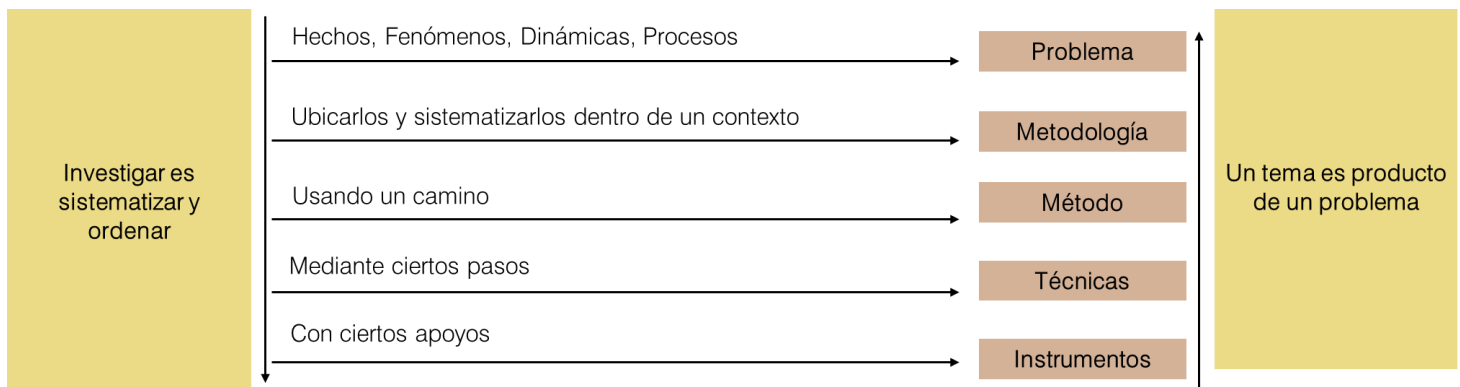 Investigar es
sistematizar y
ordenar
Hechos, Fenómenos, Dinámicas, Procesos
Problema
Ubicarlos y sistematizarlos dentro de un contexto
Metodología
Usando un camino
Método
Mediante ciertos pasos
Técnicas
Con ciertos apoyos
Instrumentos
Un tema es producto
de un problema